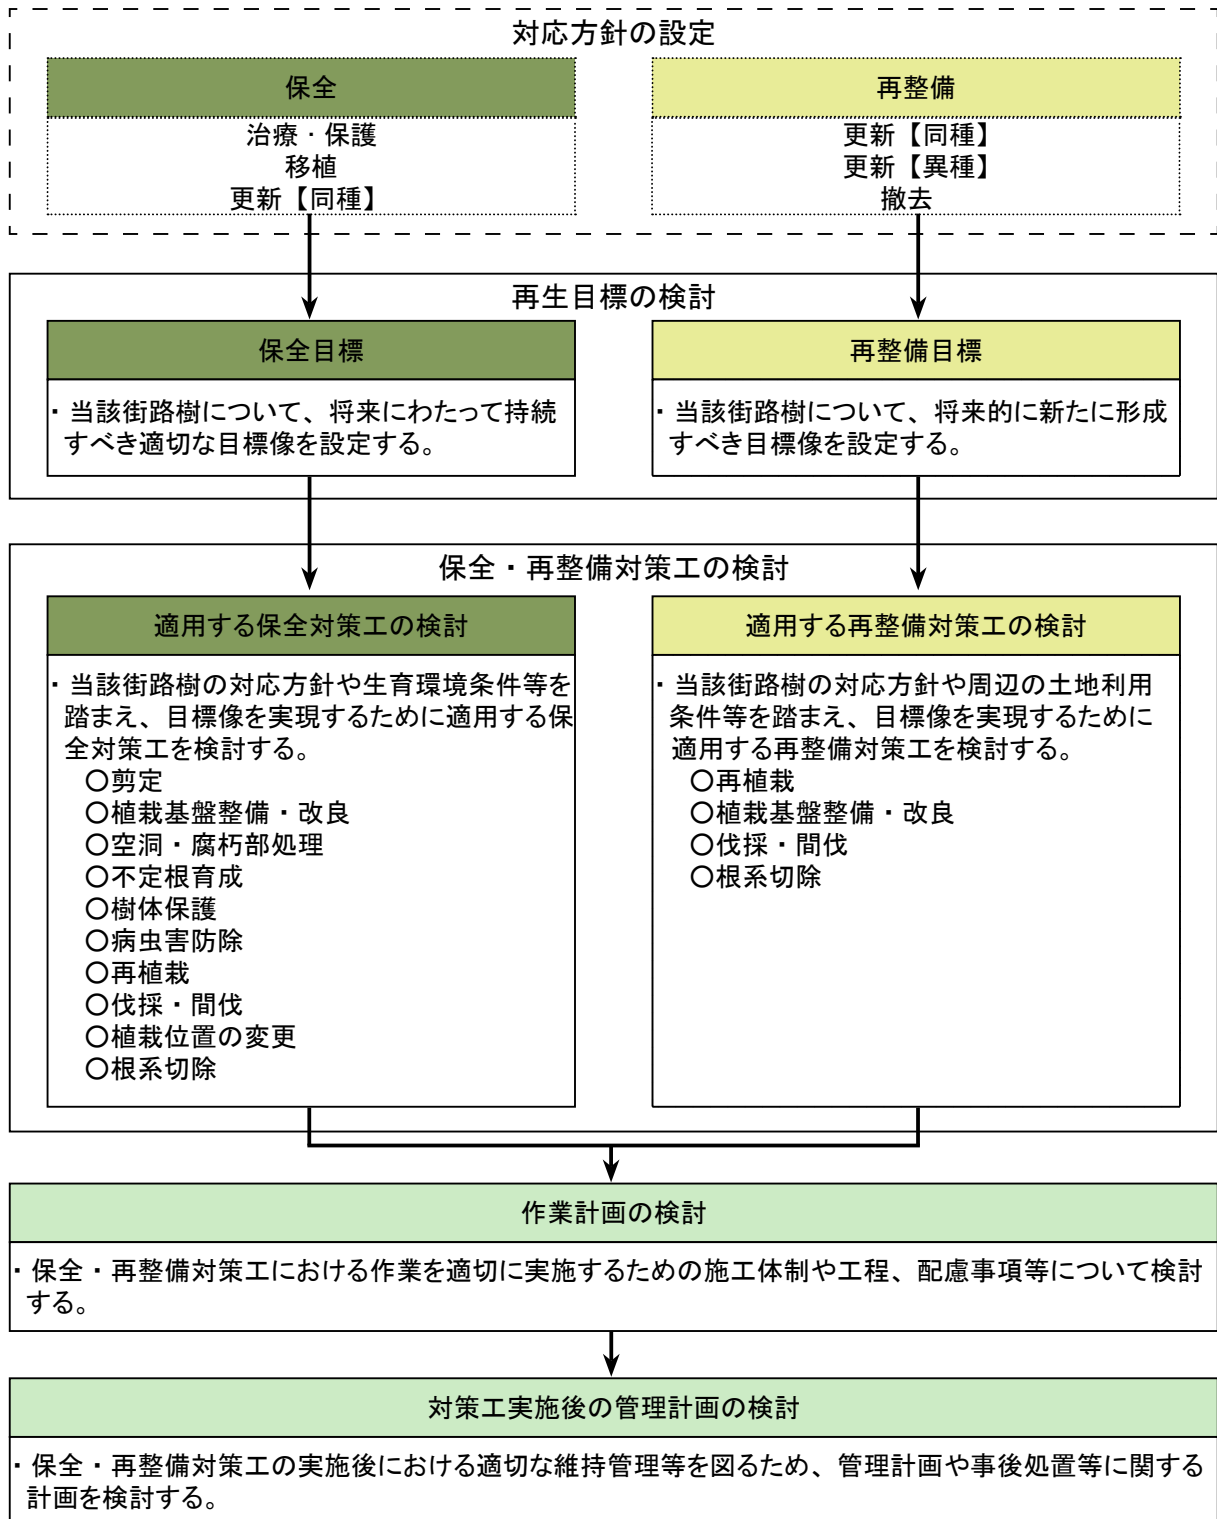 対応方針の設定
保全
治療・保護
移植
更新【同種】
再整備
更新【同種】
更新【異種】
撤去
再生目標の検討
保全目標
・当該街路樹について、将来にわたって持続
すべき適切な目標像を設定する。
再整備目標
・当該街路樹について、将来的に新たに形成
すべき目標像を設定する。
保全・再整備対策工の検討
適用する保全対策工の検討
・当該街路樹の対応方針や生育環境条件等を
踏まえ、目標像を実現するために適用する保
全対策工を検討する。
○剪定
○植栽基盤整備・改良
○空洞・腐朽部処理
○不定根育成
○樹体保護
○病虫害防除
○再植栽
○伐採・間伐
○植栽位置の変更
○根系切除
適用する再整備対策工の検討
・当該街路樹の対応方針や周辺の土地利用
条件等を踏まえ、目標像を実現するために
適用する再整備対策工を検討する。
○再植栽
○植栽基盤整備・改良
○伐採・間伐
○根系切除
作業計画の検討
・保全・再整備対策工における作業を適切に実施するための施工体制や工程、配慮事項等について検討
する。
対策工実施後の管理計画の検討
・保全・再整備対策工の実施後における適切な維持管理等を図るため、管理計画や事後処置等に関する
計画を検討する。